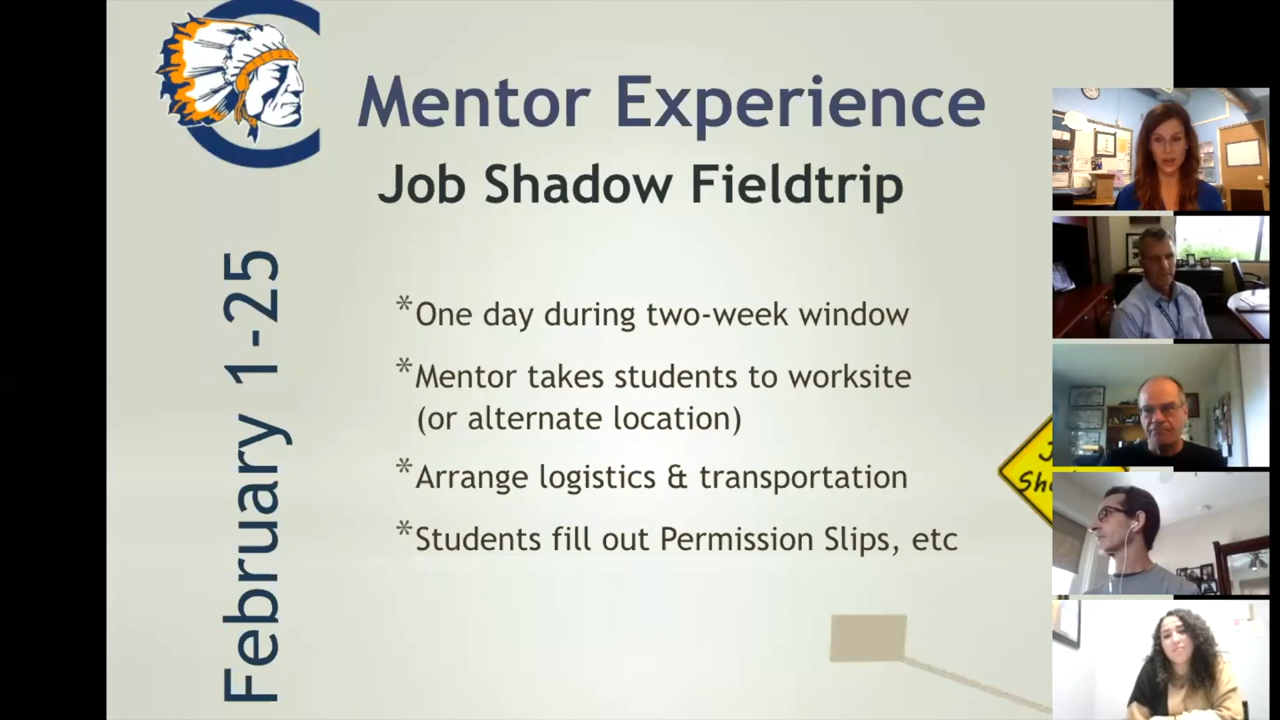 Mentor Experience
Job Shadow Fieldtrip
February 1-25
*One day during two-week window
*Mentor takes students to worksite
(or alternate location)
*Arrange logistics & transportation
*Students fill out Permission Slips, etc